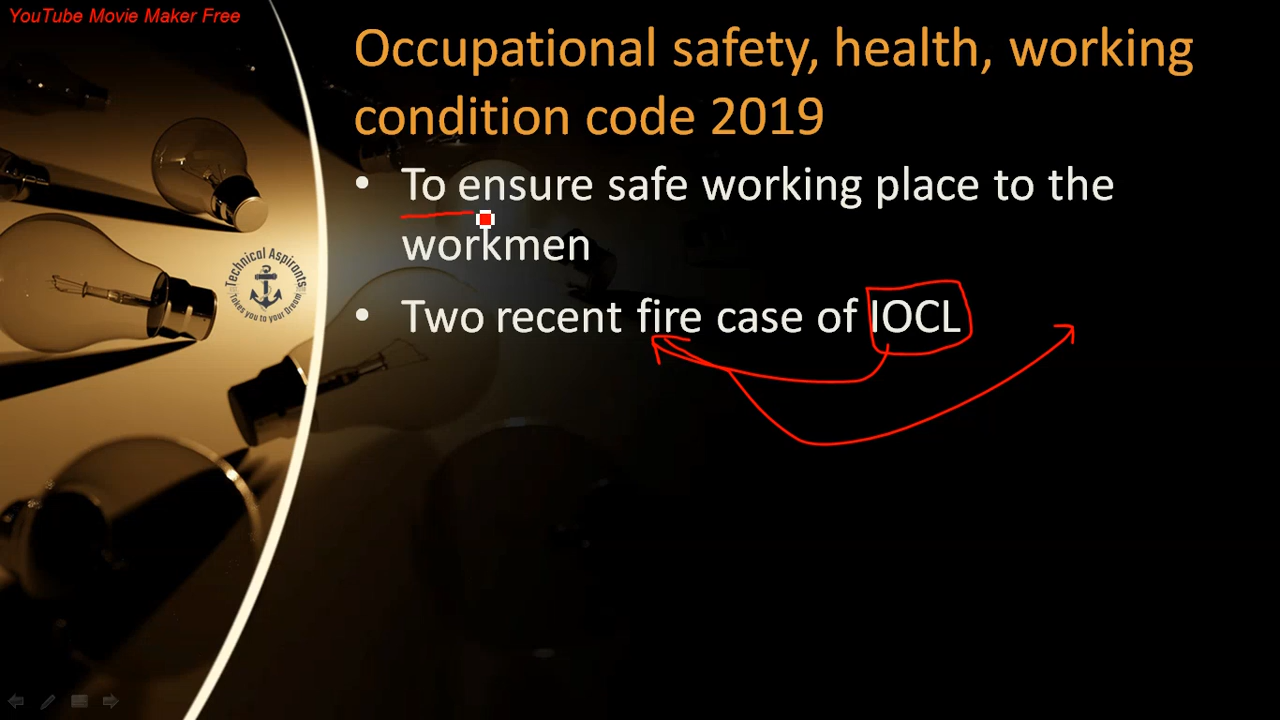 YouTube Movie Maker Free
Occupational safety, health, working
condition code 2019
• To ensure safe working place to the
workmen
• Two recent fire case of IOCL
Technical Aspirants
Takes you to your Dream